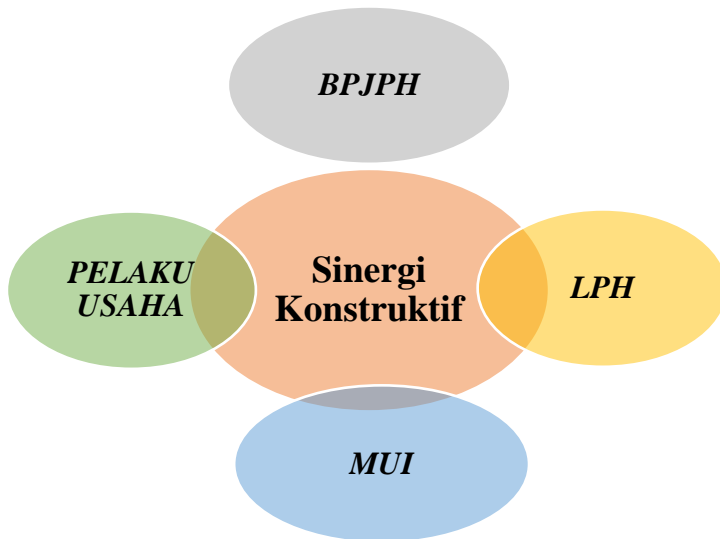 BPJPH
PELAKU
USAHA
Sinergi
Konstruktif
LPH
MUI